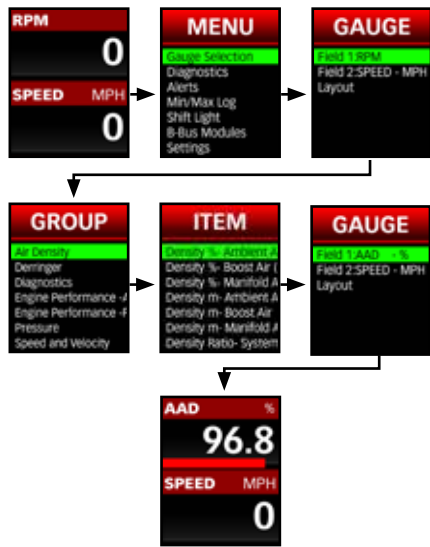 RPM
0
SPEED MPH
0
MENU
Gauge Selection
Diagnostics
Alerts
Min/Max Log
Shift Light
B-Bus Modules
Settings
GAUGE
Field 1:RPM
Field 2:SPEED - MPH
Layout
GROUP
Air Density
Derringer
Diagnostics
Engine Performance -A
Engine Performance -F
Pressure
Speed and Velocity
ITEM
Density %- Ambient A
Density %- Boost Air (
Density %- Manifold A
Density m- Ambient A
Density m- Boost Air
Density m- Manifold A
Density Ratio- System
GAUGE
Field 1:AAD - %
Field 2:SPEED - MPH
Layout
AAD %
96.8
SPEED MPH
0